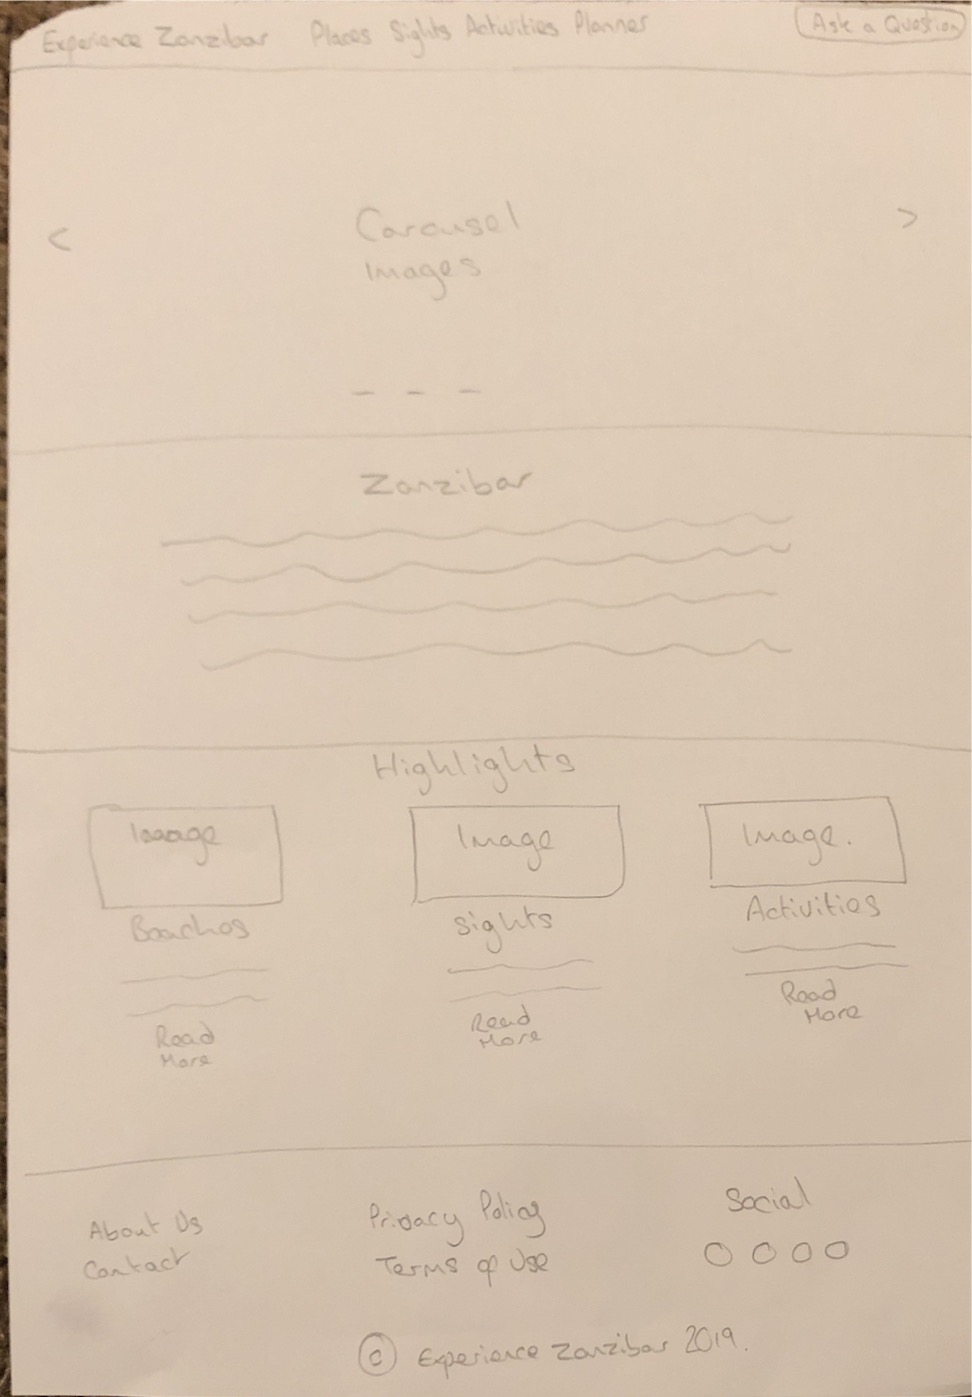 Experience Zanzibar Places Sights Activities Planner Ask a Question
< Carousel >
Images
Zanzibar
Highlights
Image Image Image.
Beaches Sights Activities
Read More Read More Read More
About Us Privacy Policy Social
Contact Terms of Use
© Experience Zanzibar 2019.